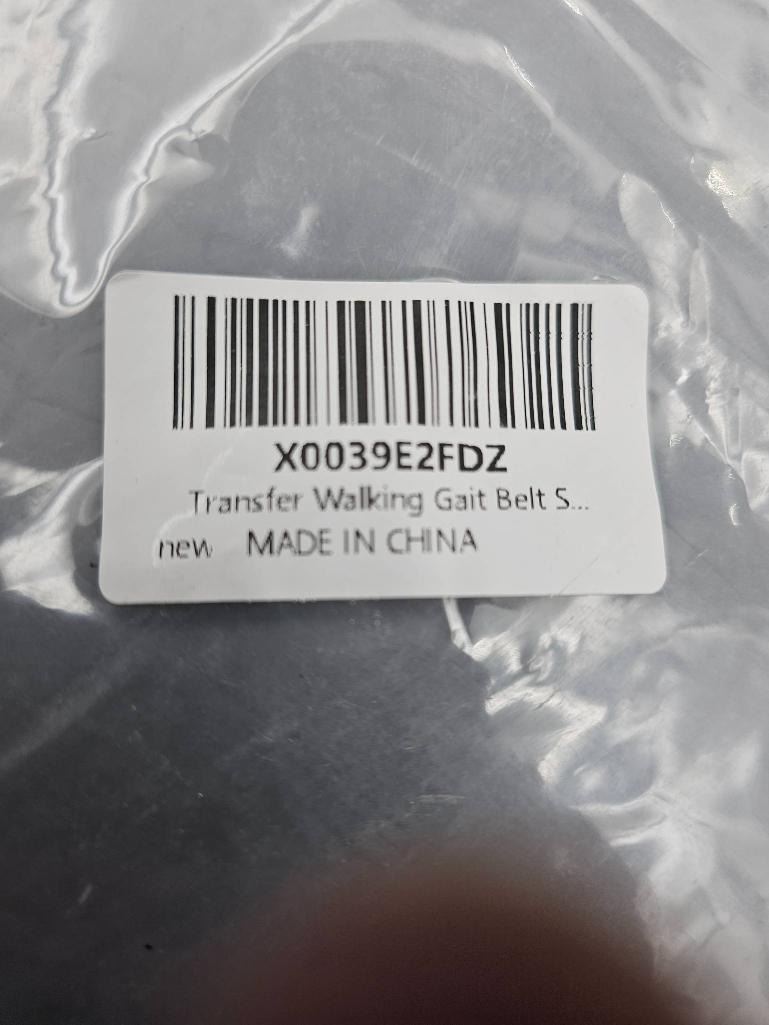 X0039E2FDZ
Transfer Walking Gait Belt S...
new MADE IN CHINA